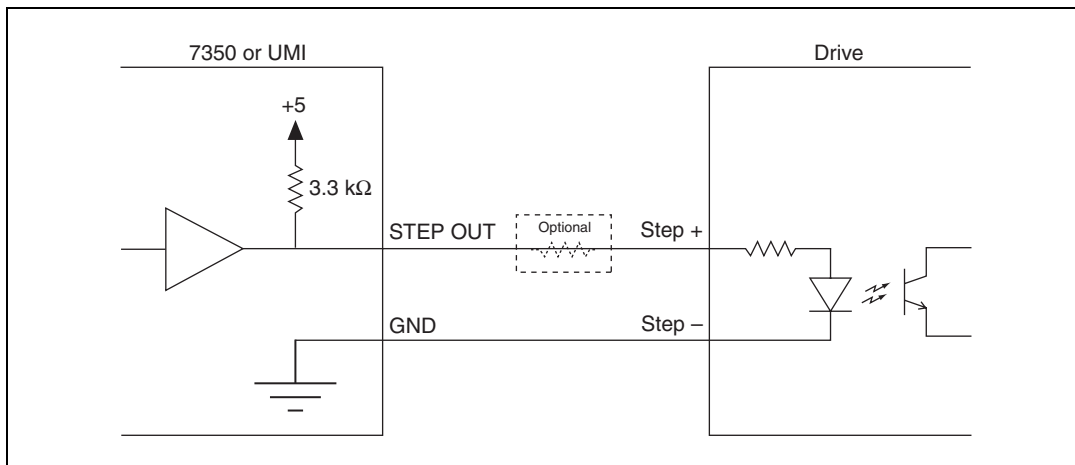 7350 or UMI
Drive
+5
3.3 kΩ
STEP OUT
Optional
Step +
GND
Step –